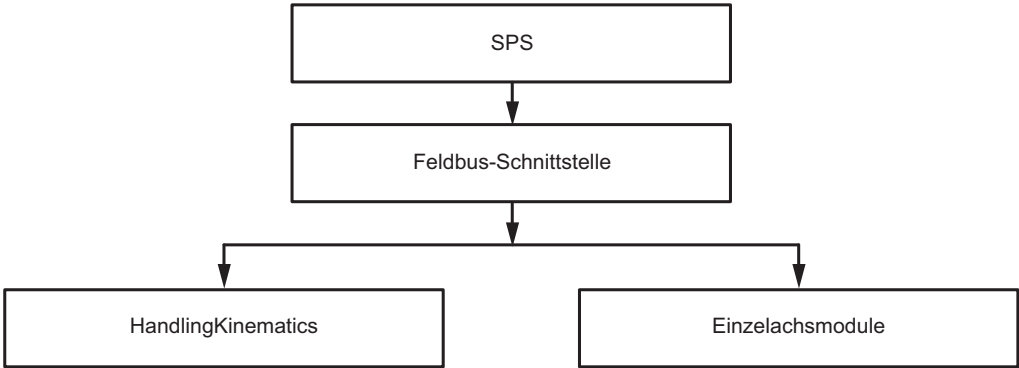 SPS
Feldbus-Schnittstelle
HandlingKinematics
Einzelachsmodule